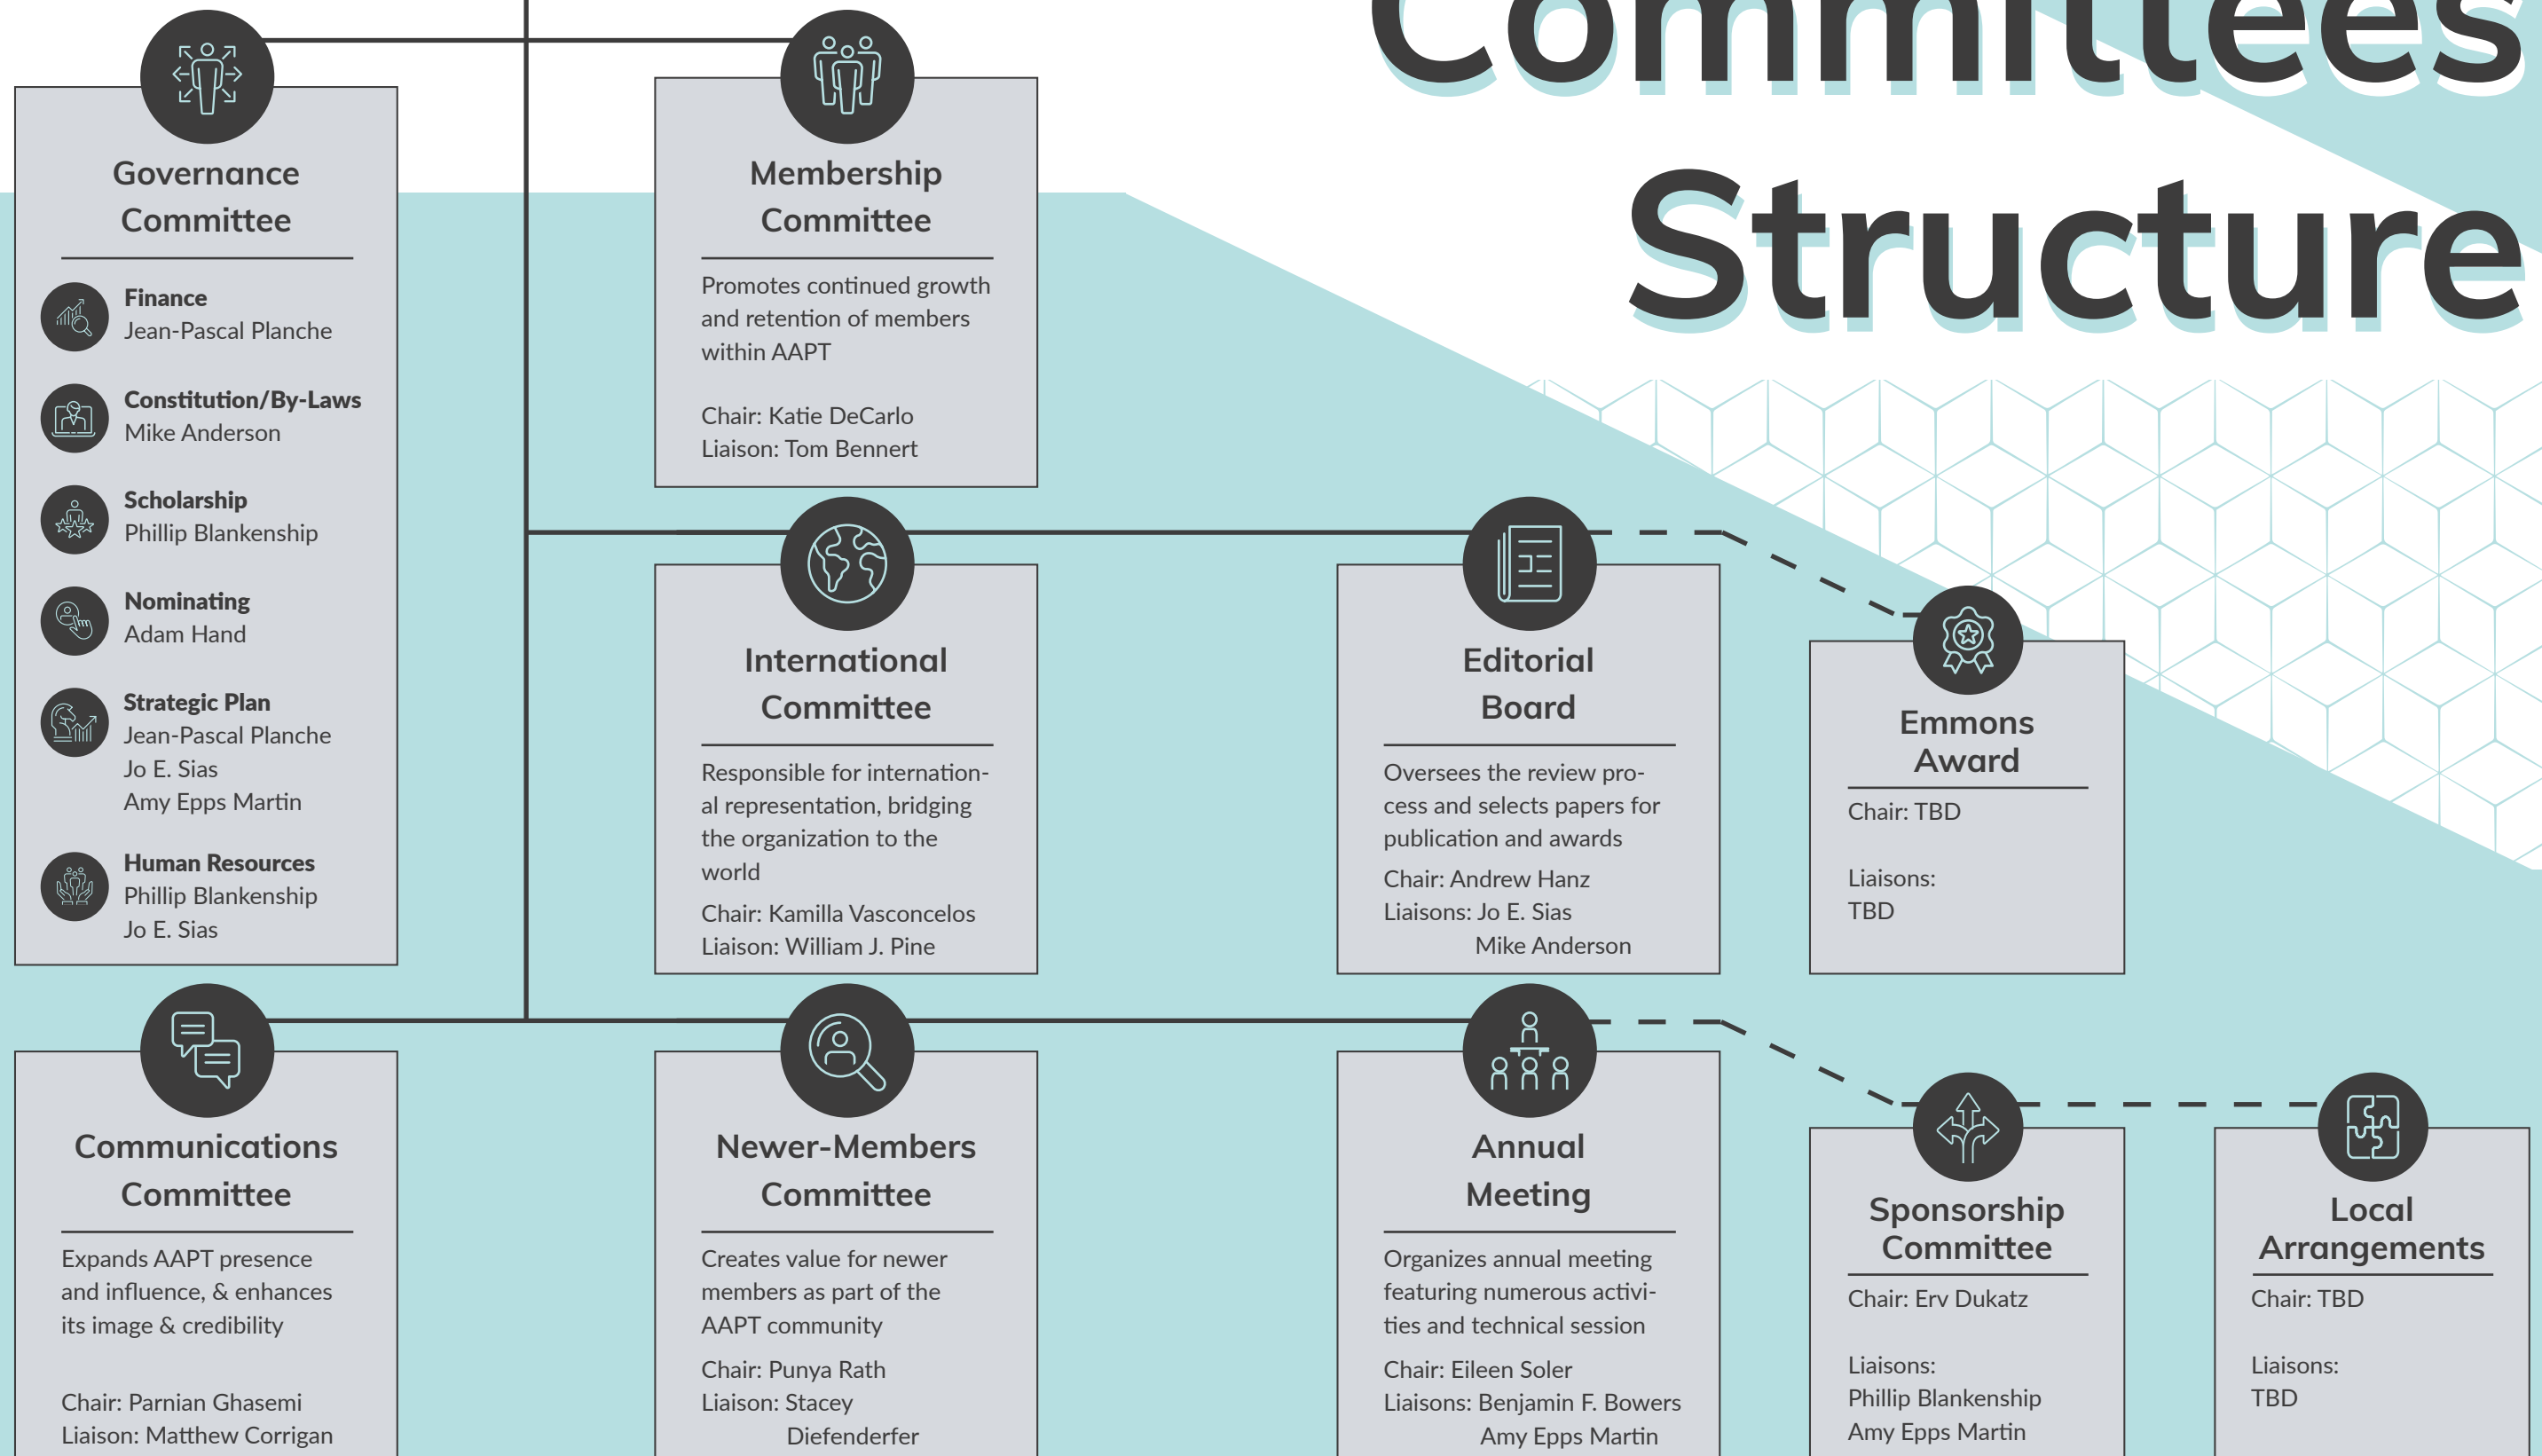 Committees
Structure
Governance
Committee
Finance
Jean-Pascal Planche
Constitution/By-Laws
Mike Anderson
Scholarship
Phillip Blankenship
Nominating
Adam Hand
Strategic Plan
Jean-Pascal Planche
Jo E. Sias
Amy Epps Martin
Human Resources
Phillip Blankenship
Jo E. Sias
Membership
Committee
Promotes continued growth
and retention of members
within AAPT
Chair: Katie DeCarlo
Liaison: Tom Bennert
International
Committee
Responsible for internation-
al representation, bridging
the organization to the
world
Chair: Kamilla Vasconcelos
Liaison: William J. Pine
Editorial
Board
Oversees the review pro-
cess and selects papers for
publication and awards
Chair: Andrew Hanz
Liaisons: Jo E. Sias
Mike Anderson
Emmons
Award
Chair: TBD
Liaisons:
TBD
Communications
Committee
Expands AAPT presence
and influence, & enhances
its image & credibility
Chair: Parnian Ghasemi
Liaison: Matthew Corrigan
Newer-Members
Committee
Creates value for newer
members as part of the
AAPT community
Chair: Punya Rath
Liaison: Stacey
Diefenderfer
Annual
Meeting
Organizes annual meeting
featuring numerous activi-
ties and technical session
Chair: Eileen Soler
Liaisons: Benjamin F. Bowers
Amy Epps Martin
Sponsorship
Committee
Chair: Erv Dukatz
Liaisons:
Phillip Blankenship
Amy Epps Martin
Local
Arrangements
Chair: TBD
Liaisons:
TBD